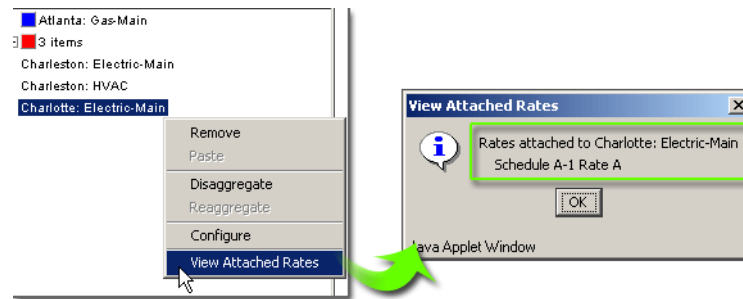 Atlanta: Gas-Main
3 items
Charleston: Electric-Main
Charleston: HVAC
Charlotte: Electric-Main
Remove
Paste
Disaggregate
Reaggregate
Configure
View Attached Rates
View Attached Rates
Rates attached to Charlotte: Electric-Main
Schedule A-1 Rate A
OK
Java Applet Window